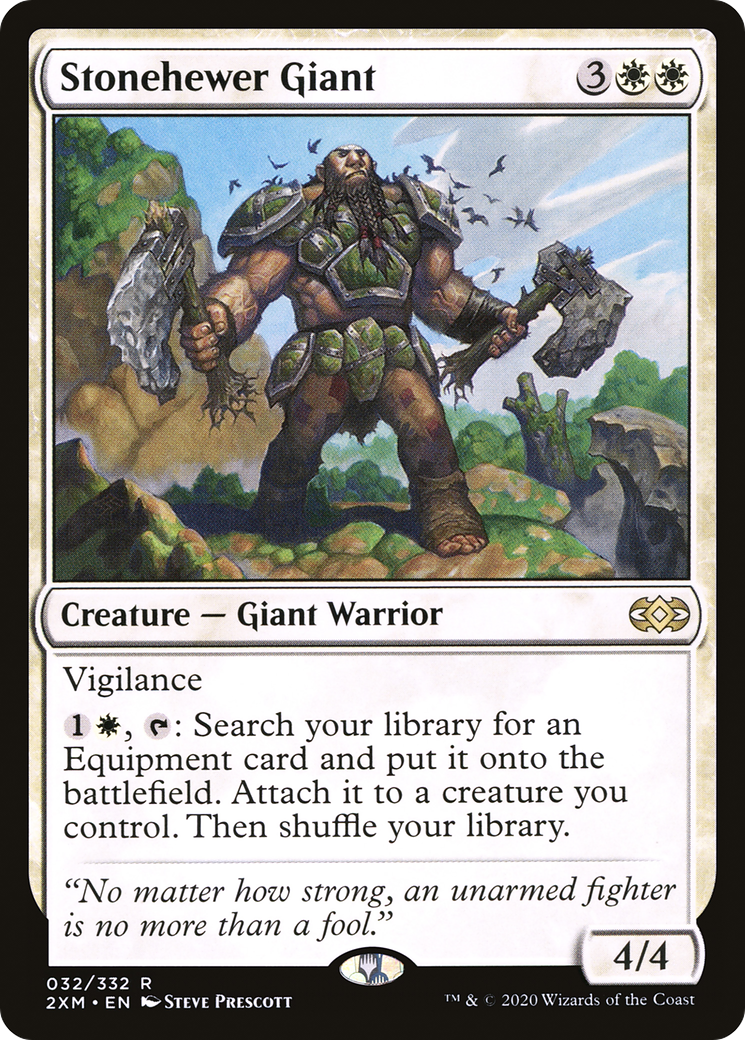 Stonehewer Giant 3
Creature — Giant Warrior
Vigilance
1 , : Search your library for an
Equipment card and put it onto the
battlefield. Attach it to a creature you
control. Then shuffle your library.
“No matter how strong, an unarmed fighter
is no more than a fool.”
4/4
032/332 R
2XM • EN Steve Prescott
™ & © 2020 Wizards of the Coast